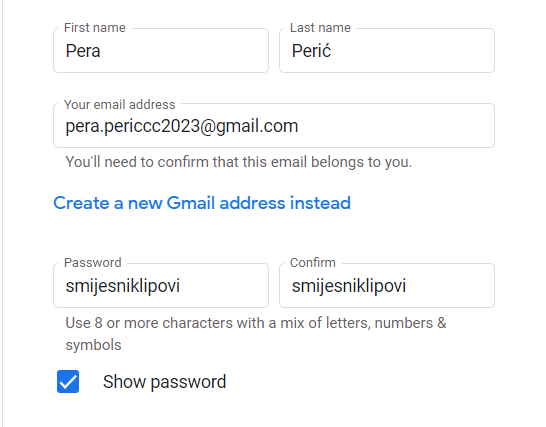 First name
Last name
Pera
Perić
Your email address
pera.periccc2023@gmail.com
You'll need to confirm that this email belongs to you.
Create a new Gmail address instead
Password
Confirm
smijesniklipovi
smijesniklipovi
Use 8 or more characters with a mix of letters, numbers &
symbols
Show password